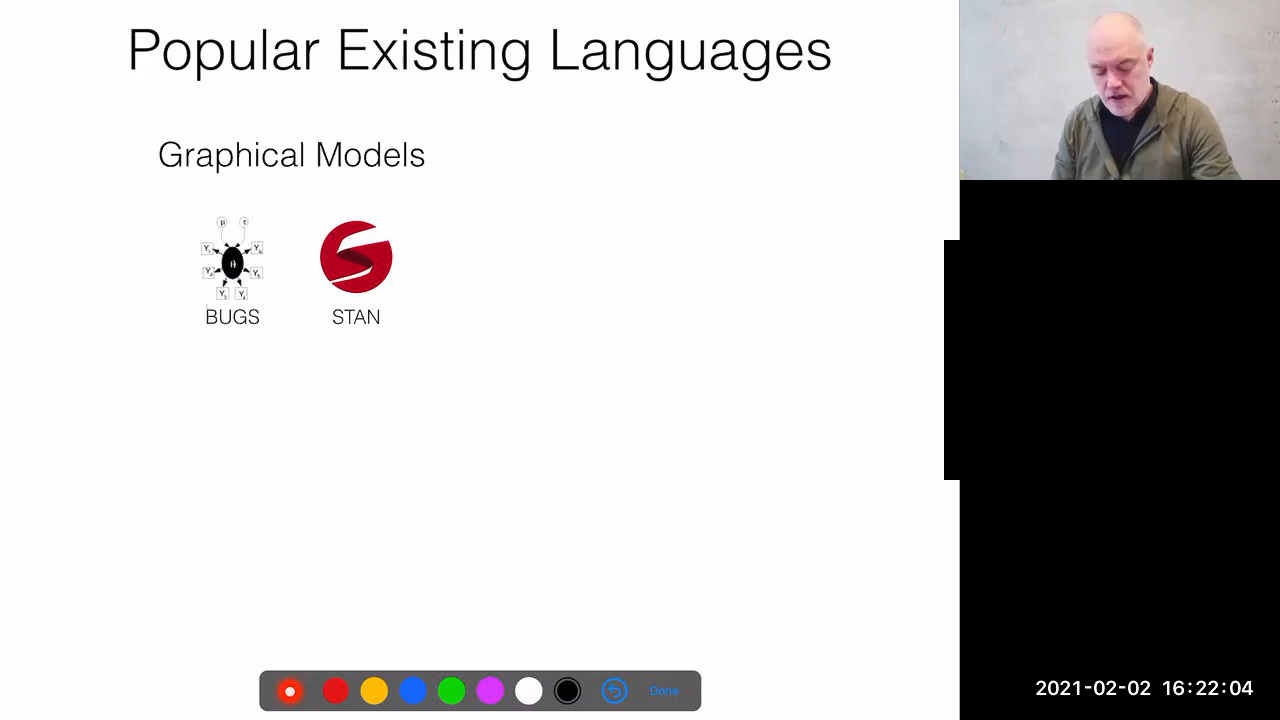 Popular Existing Languages
Graphical Models
μ τ
BUGS STAN
Done
2021-02-02 16:22:04